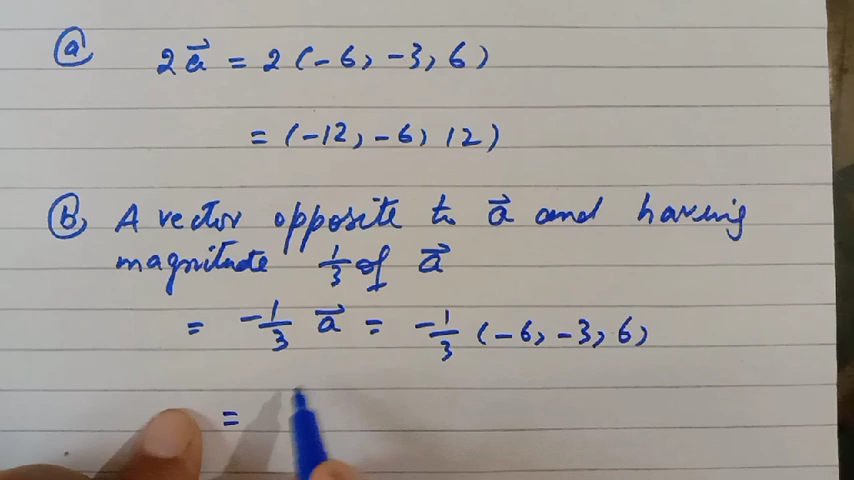 (a) 2a⃗ = 2(-6, -3, 6)
= (-12, -6, 12)
(b) A vector opposite to a⃗ and having
magnitude 1/3 of a⃗
= -1/3 a⃗ = -1/3 (-6, -3, 6,
=